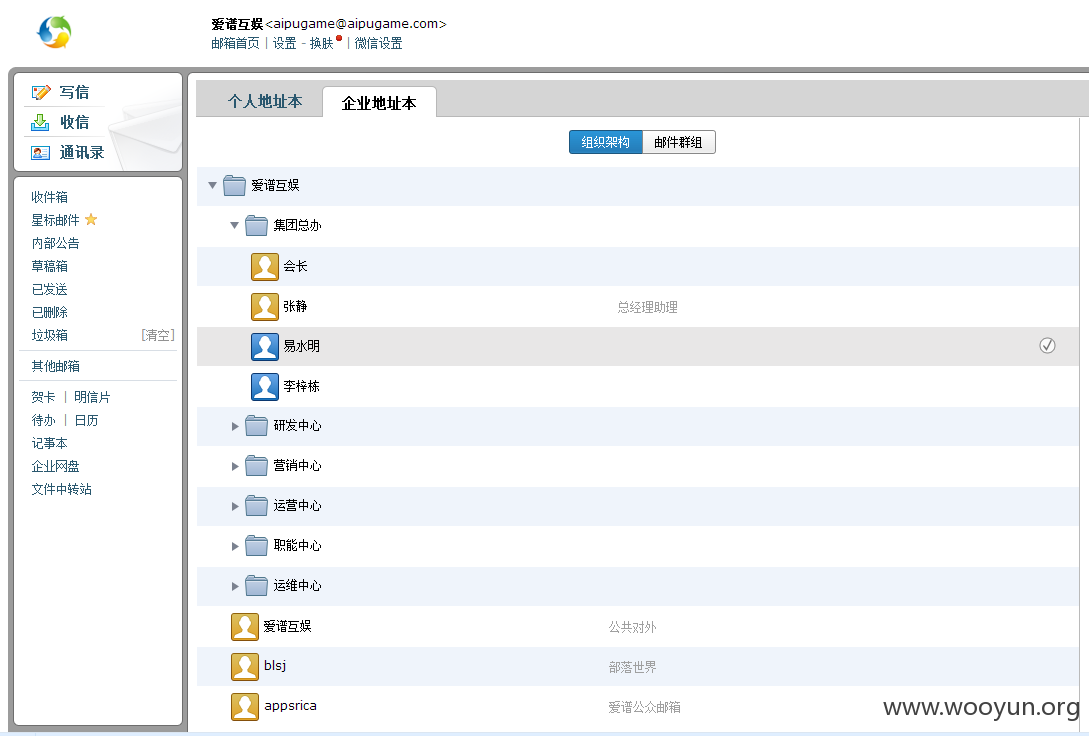 爱谱互娱<aipugame@aipugame.com>
邮箱首页 | 设置 - 换肤 | 微信设置
写信
收信
通讯录
收件箱
星标邮件
内部公告
草稿箱
已发送
已删除
垃圾箱 [清空]
其他邮箱
贺卡 | 明信片
待办 | 日历
记事本
企业网盘
文件中转站
个人地址本 企业地址本
组织架构 邮件群组
爱谱互娱
集团总办
会长
张静 总经理助理
易水明
李梓栋
研发中心
营销中心
运营中心
职能中心
运维中心
爱谱互娱 公共对外
blsj 部落世界
appsrica 爱谱公众邮箱
www.wooyun.org